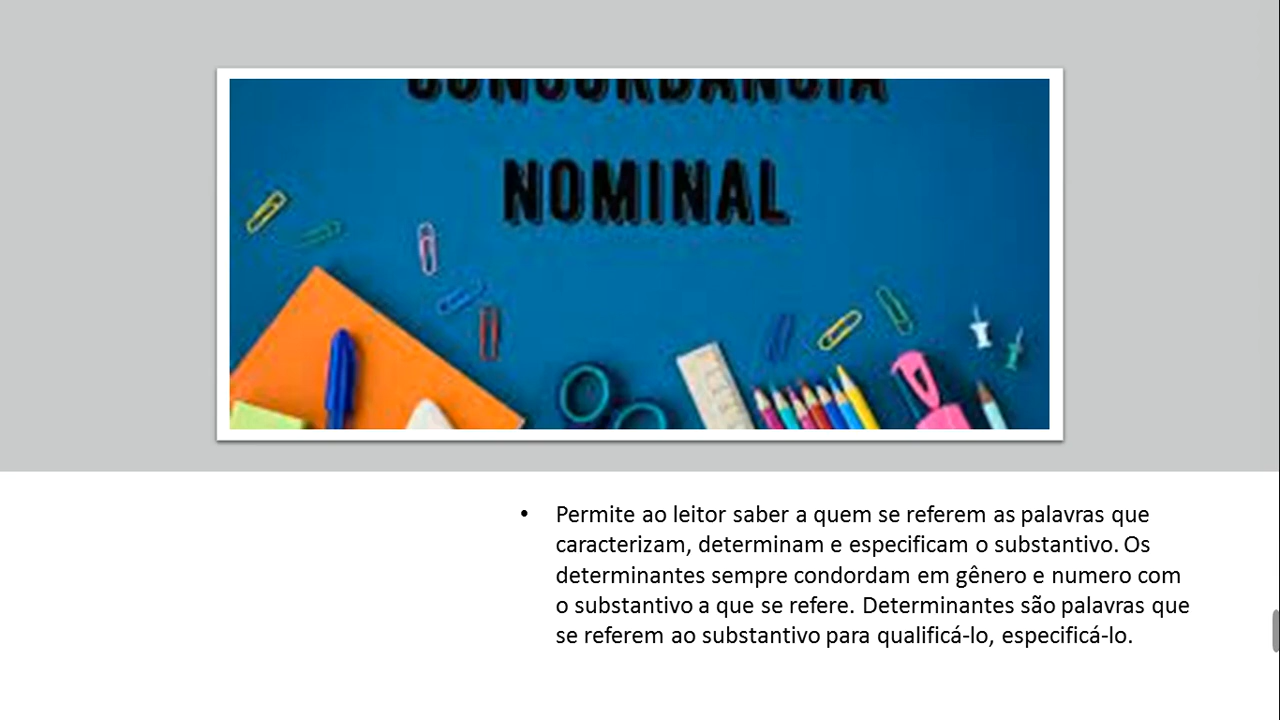 CONCORDÂNCIA
NOMINAL
• Permite ao leitor saber a quem se referem as palavras que
caracterizam, determinam e especificam o substantivo. Os
determinantes sempre condordam em gênero e numero com
o substantivo a que se refere. Determinantes são palavras que
se referem ao substantivo para qualificá-lo, especificá-lo.